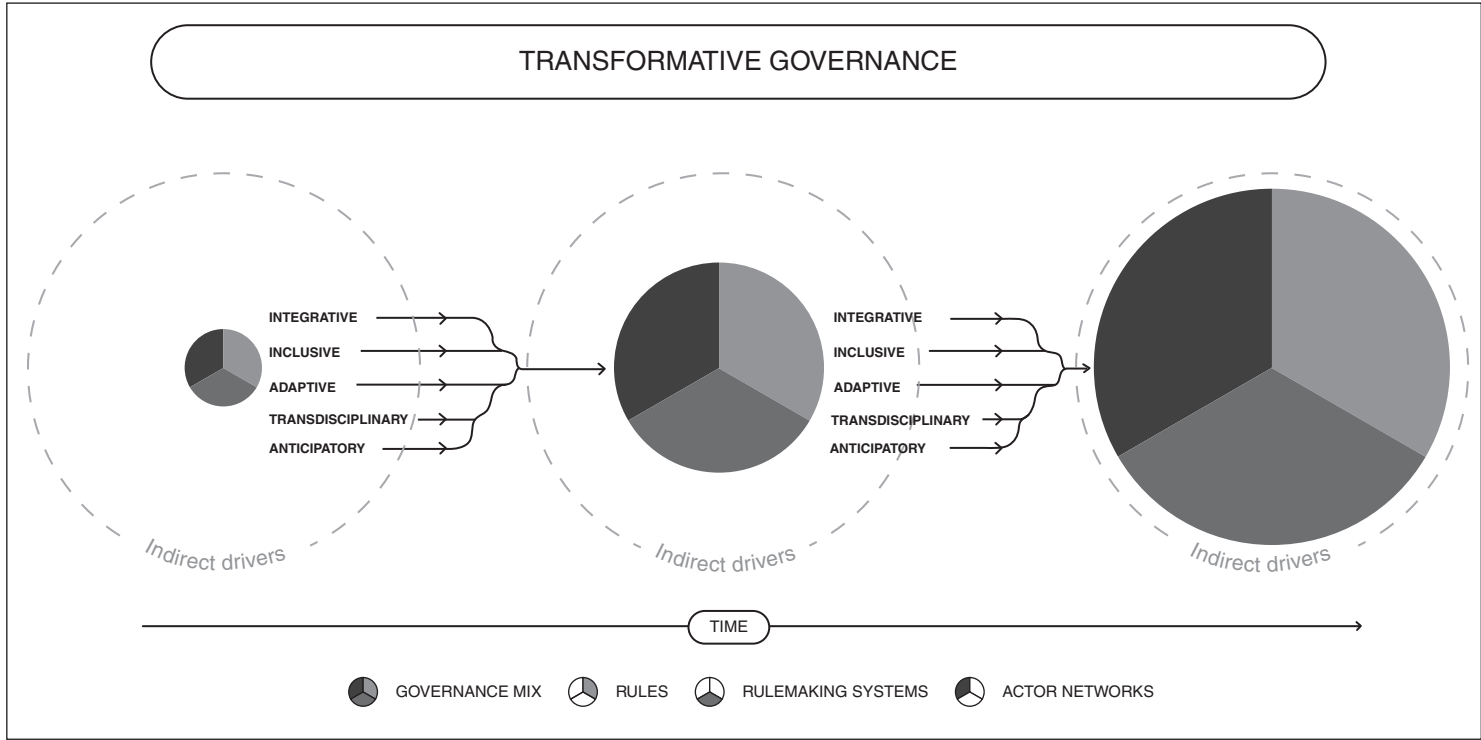 TRANSFORMATIVE GOVERNANCE
INTEGRATIVE
INCLUSIVE
ADAPTIVE
TRANSDISCIPLINARY
ANTICIPATORY
Indirect drivers
INTEGRATIVE
INCLUSIVE
ADAPTIVE
TRANSDISCIPLINARY
ANTICIPATORY
Indirect drivers
Indirect drivers
TIME
GOVERNANCE MIX
RULES
RULEMAKING SYSTEMS
ACTOR NETWORKS